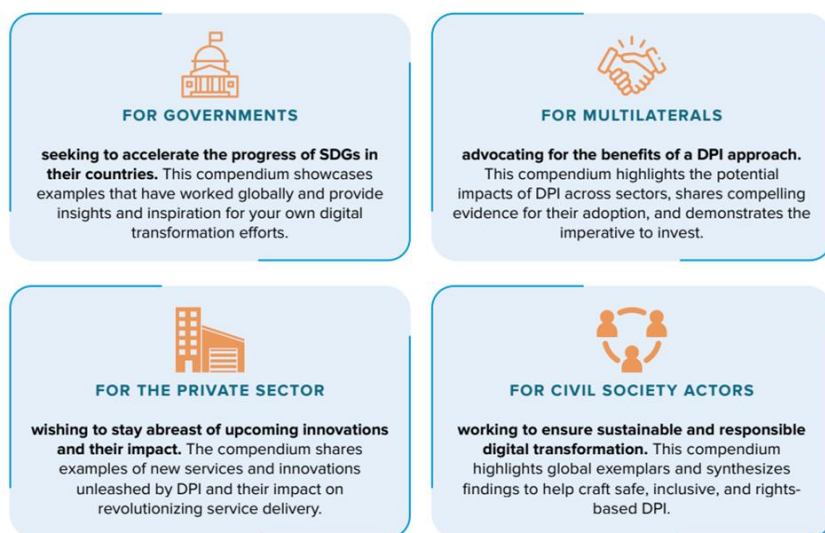 FOR GOVERNMENTS
seeking to accelerate the progress of SDGs in
their countries. This compendium showcases
examples that have worked globally and provide
insights and inspiration for your own digital
transformation efforts.
FOR MULTILATERALS
advocating for the benefits of a DPI approach.
This compendium highlights the potential
impacts of DPI across sectors, shares compelling
evidence for their adoption, and demonstrates the
imperative to invest.
FOR THE PRIVATE SECTOR
wishing to stay abreast of upcoming innovations
and their impact. The compendium shares
examples of new services and innovations
unleashed by DPI and their impact on
revolutionizing service delivery.
FOR CIVIL SOCIETY ACTORS
working to ensure sustainable and responsible
digital transformation. This compendium
highlights global exemplars and synthesizes
findings to help craft safe, inclusive, and rights-
based DPI.